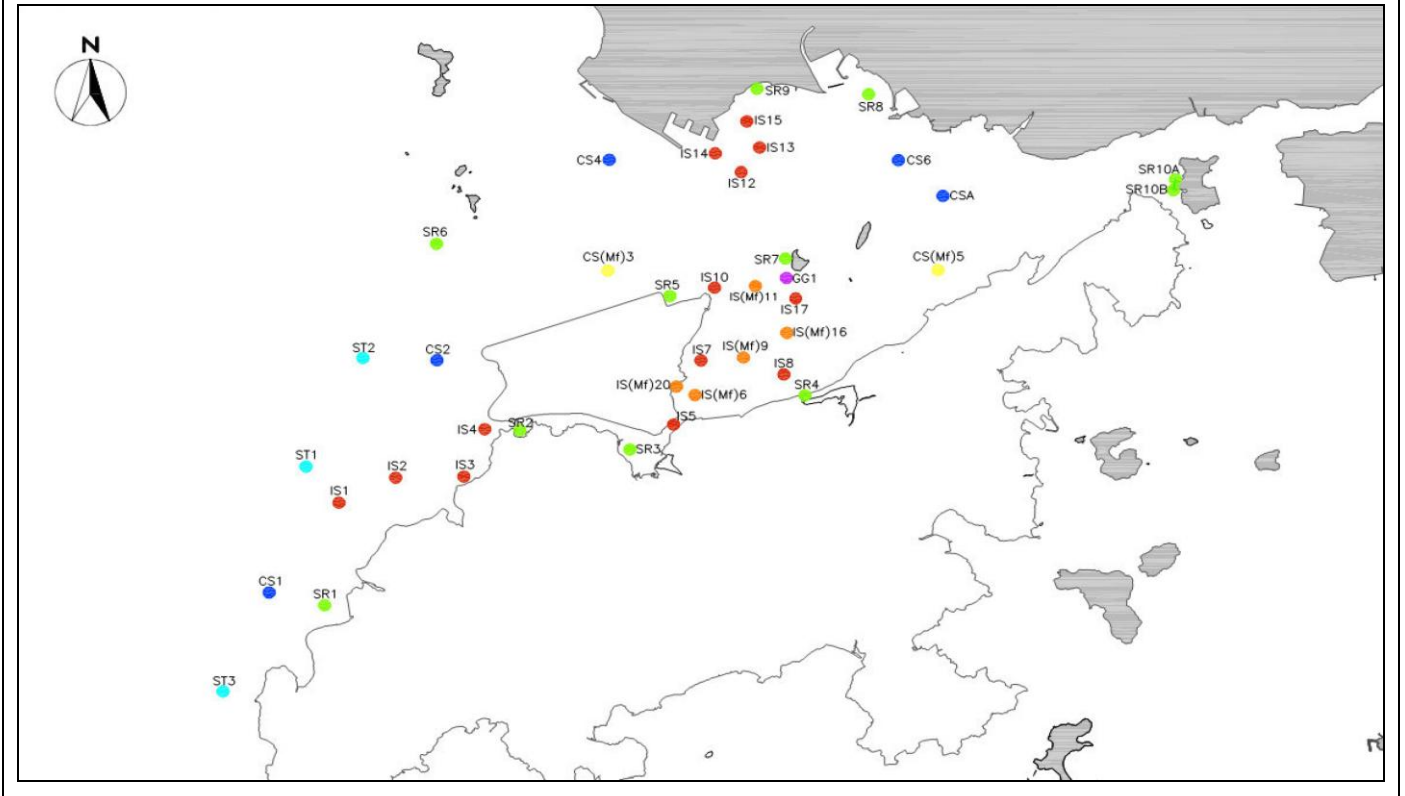 N
SR9
SR8
IS15
IS13
IS14
CS4
CS6
IS12
SR10A
SR10B
CSA
SR6
CS(Mf)3
SR7
CS(Mf)5
IS10
GG1
SR5
IS(Mf)11
IS17
IS(Mf)16
ST2
CS2
IS7
IS(Mf)9
IS8
IS(Mf)20
SR4
IS(Mf)6
IS5
SR2
IS4
SR3
ST1
IS2
IS3
IS1
CS1
SR1
ST3